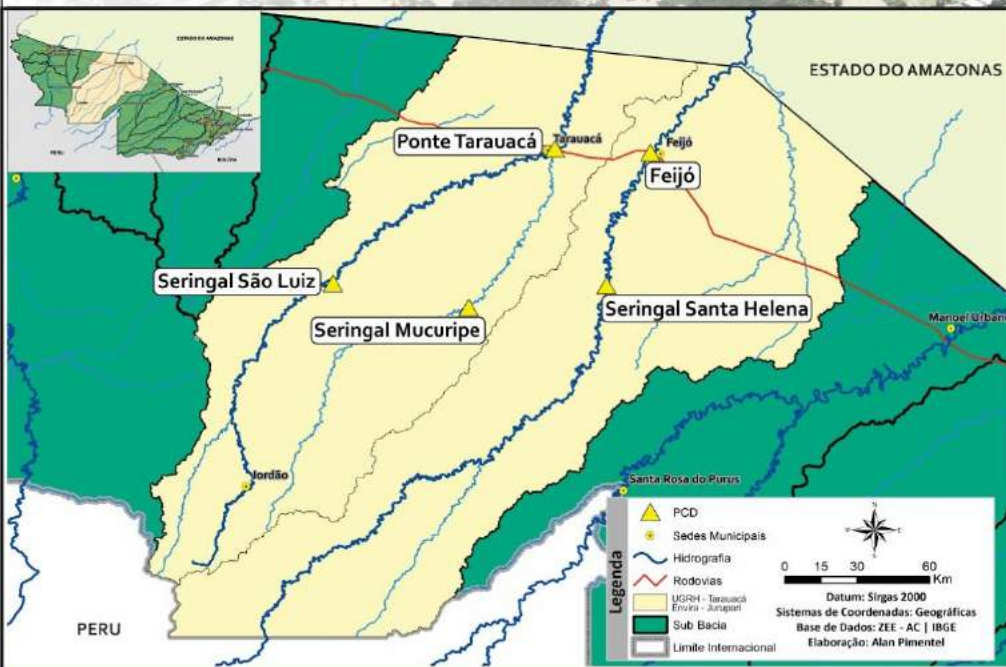 ESTADO DO AMAZONAS
PERU
BOLÍVIA
ESTADO DO AMAZONAS
Ponte Tarauacá
Tarauacá
Feijó
Feijó
Seringal São Luiz
Seringal Mucuripe
Seringal Santa Helena
Manoel Urbano
Jordão
Santa Rosa do Purus
PERU
Legenda
PCD
Sedes Municipais
Hidrografia
Rodovias
UGRH - Tarauacá
Envira - Jurupari
Sub Bacia
Limite Internacional
N
0 15 30 60
Km
Datum: Sirgas 2000
Sistemas de Coordenadas: Geográficas
Base de Dados: ZEE - AC | IBGE
Elaboração: Alan Pimentel